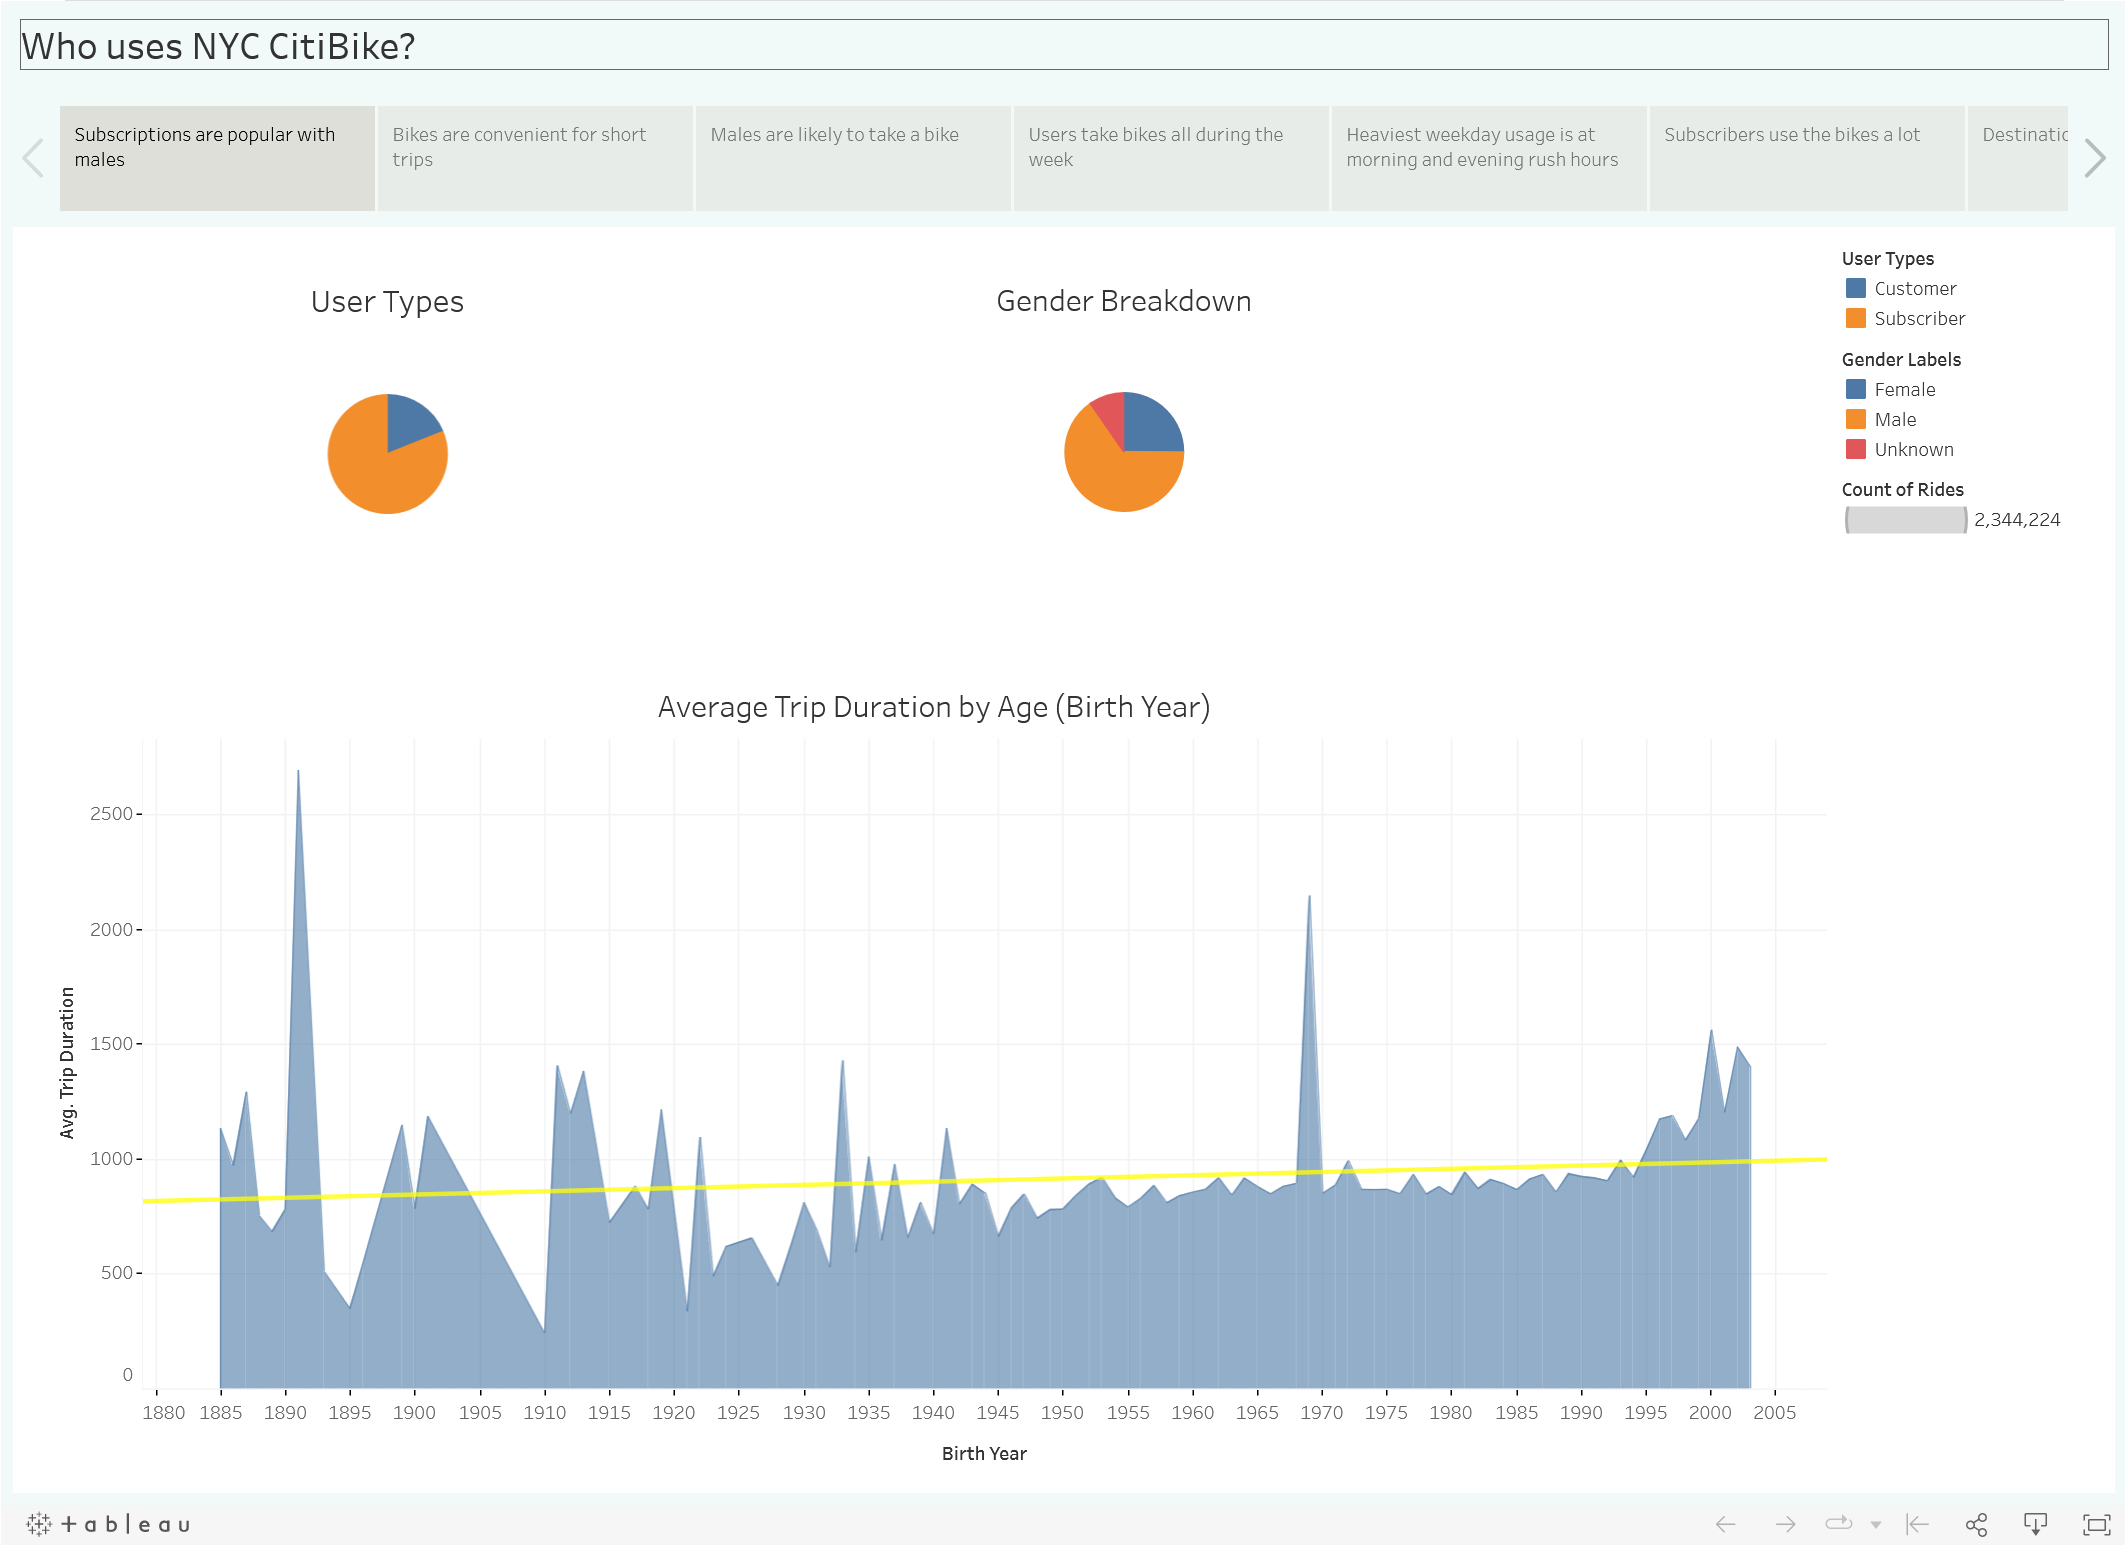 Who uses NYC CitiBike?
Subscriptions are popular with
males
Bikes are convenient for short
trips
Males are likely to take a bike
Users take bikes all during the
week
Heaviest weekday usage is at
morning and evening rush hours
Subscribers use the bikes a lot
Destinatic
User Types
Gender Breakdown
User Types
Customer
Subscriber
Gender Labels
Female
Male
Unknown
Count of Rides
2,344,224
Average Trip Duration by Age (Birth Year)
Avg. Trip Duration
2500
2000
1500
1000
500
0
1880 1885 1890 1895 1900 1905 1910 1915 1920 1925 1930 1935 1940 1945 1950 1955 1960 1965 1970 1975 1980 1985 1990 1995 2000 2005
Birth Year
+ a b l e a u